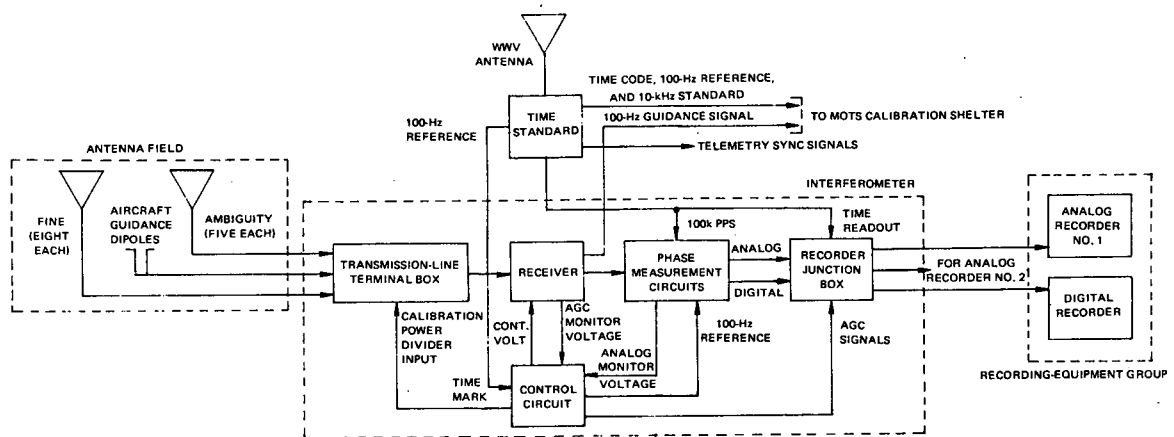 WWV
ANTENNA
TIME CODE, 100-Hz REFERENCE,
AND 10-kHz STANDARD
100-Hz GUIDANCE SIGNAL
TO MOTS CALIBRATION SHELTER
100-Hz
REFERENCE
TIME
STANDARD
TELEMETRY SYNC SIGNALS
ANTENNA FIELD
INTERFEROMETER
FINE
(EIGHT
EACH)
AIRCRAFT
GUIDANCE
DIPOLES
AMBIGUITY
(FIVE EACH)
TRANSMISSION-LINE
TERMINAL BOX
RECEIVER
100k PPS
PHASE
MEASUREMENT
CIRCUITS
ANALOG
DIGITAL
TIME
READOUT
RECORDER
JUNCTION
BOX
ANALOG
RECORDER
NO. 1
FOR ANALOG
RECORDER NO. 2
DIGITAL
RECORDER
CALIBRATION
POWER
DIVIDER
INPUT
CONT.
VOLT
AGC
MONITOR
VOLTAGE
ANALOG
MONITOR
VOLTAGE
100-Hz
REFERENCE
AGC
SIGNALS
TIME
MARK
CONTROL
CIRCUIT
RECORDING-EQUIPMENT GROUP